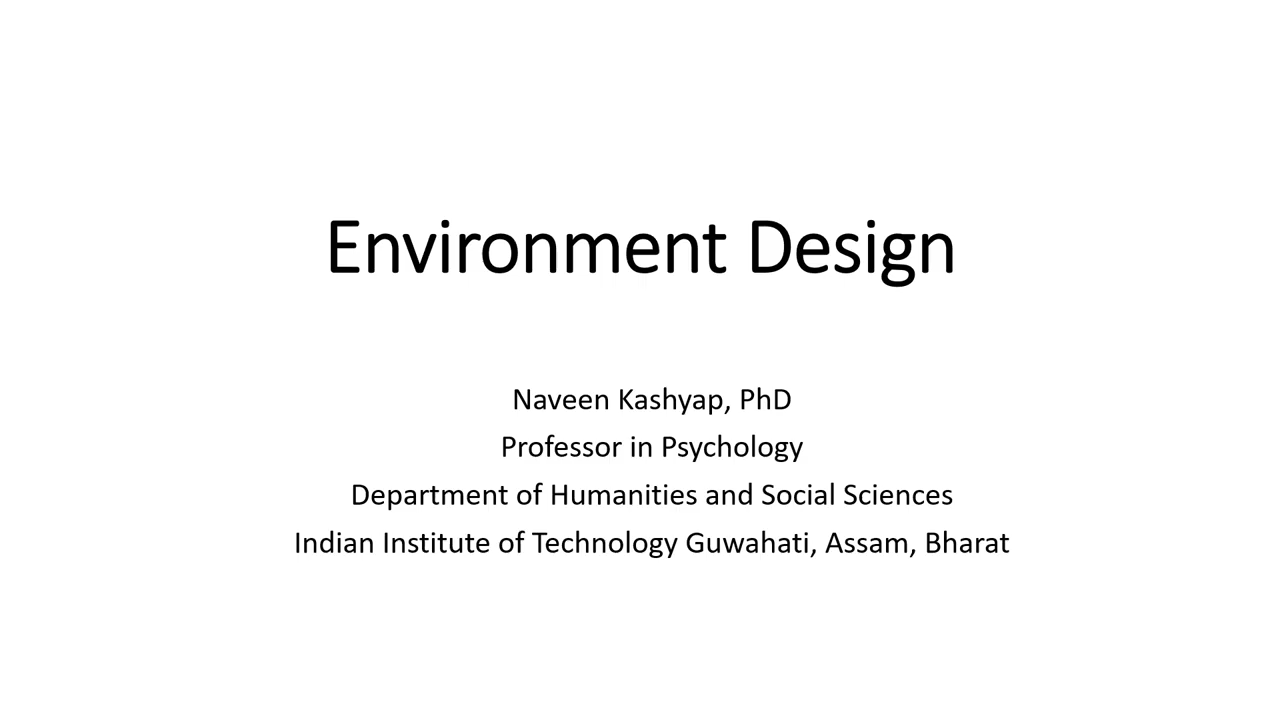 Environment Design
Naveen Kashyap, PhD
Professor in Psychology
Department of Humanities and Social Sciences
Indian Institute of Technology Guwahati, Assam, Bharat